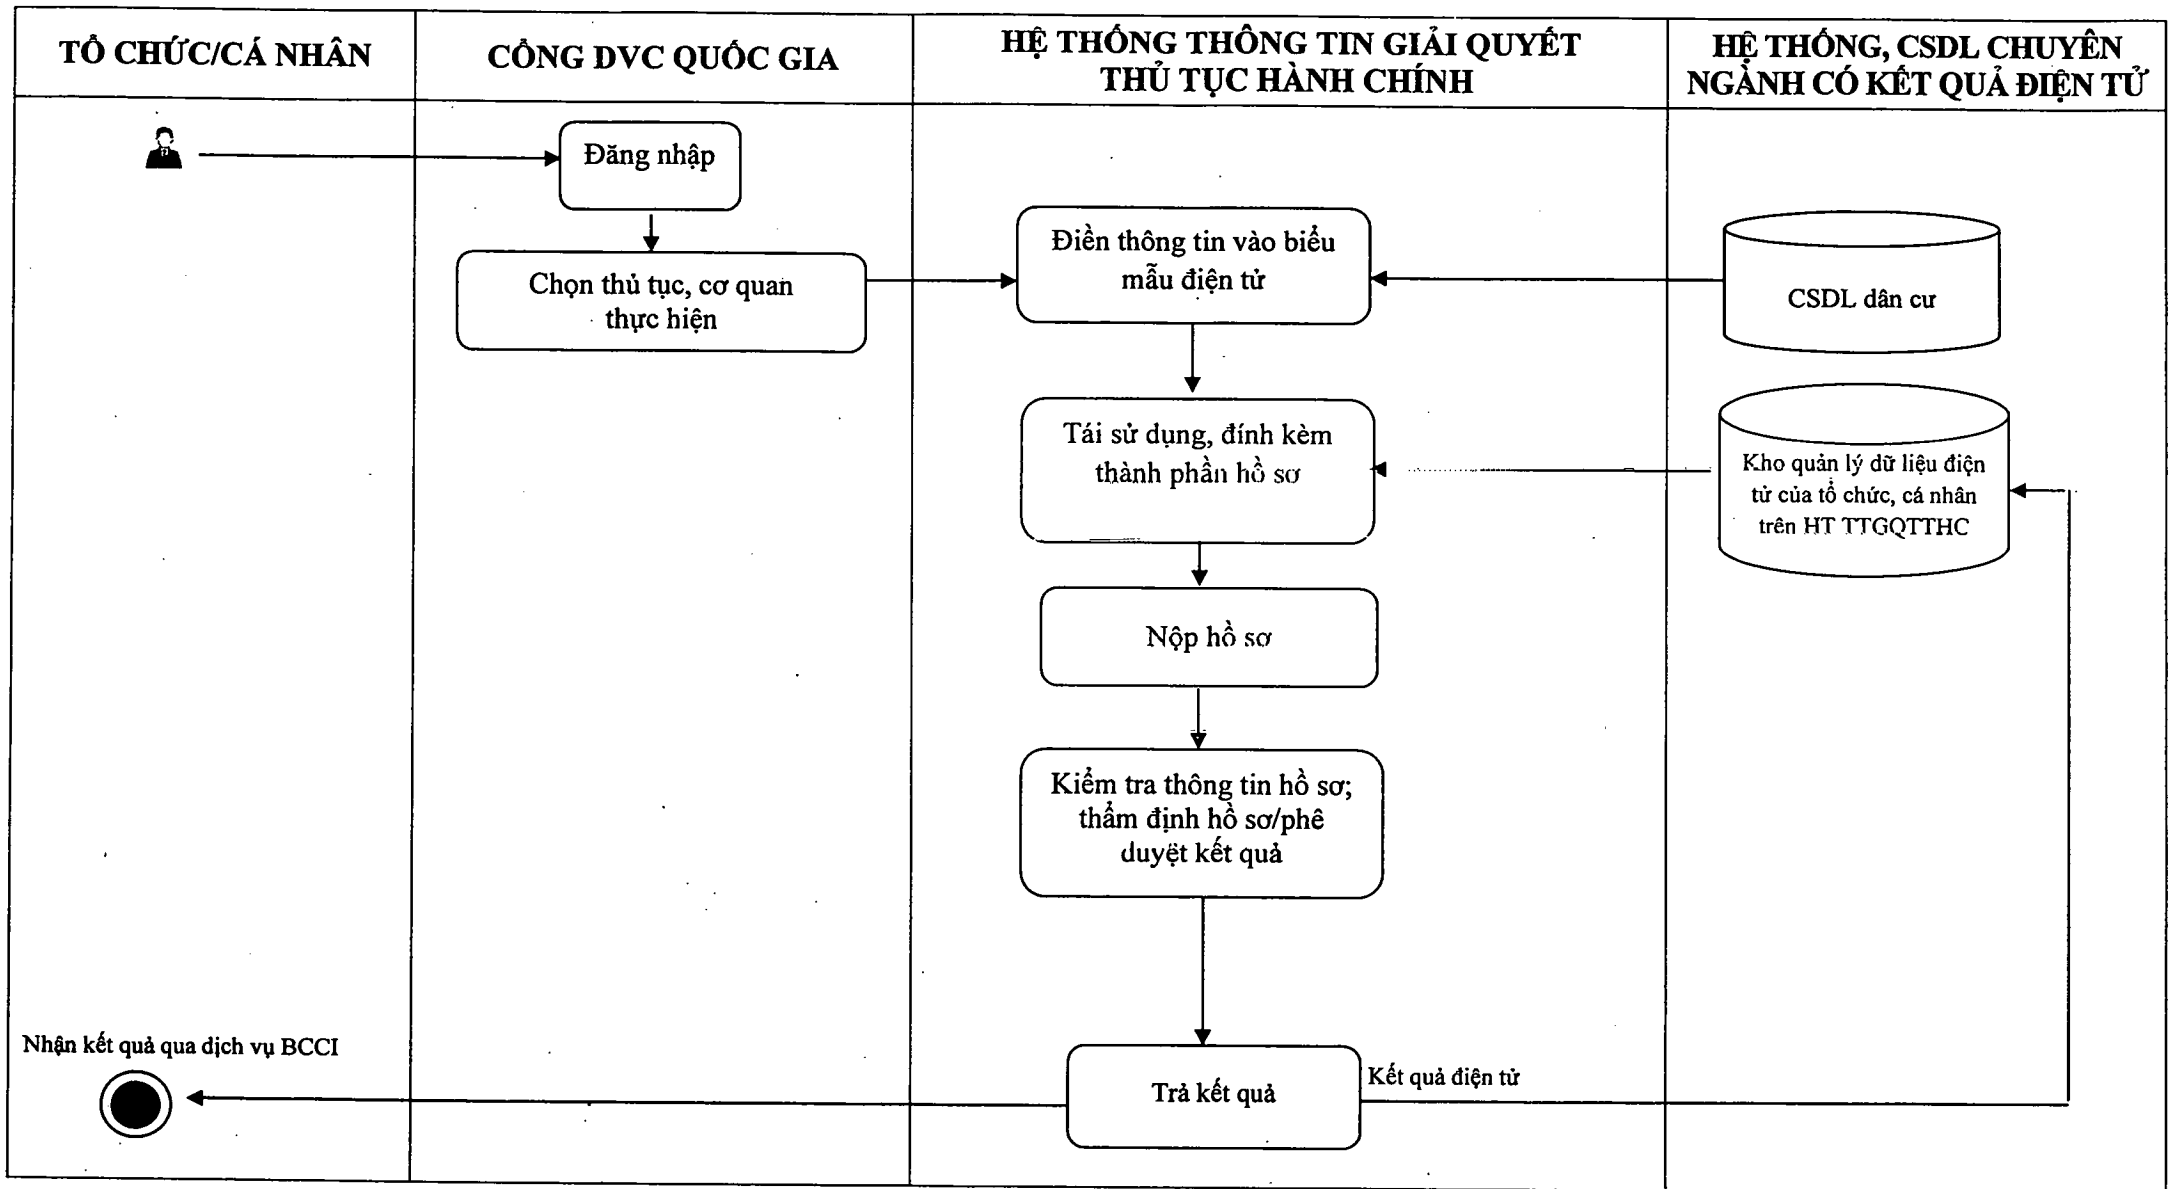 TỔ CHỨC/CÁ NHÂN
CỔNG DVC QUỐC GIA
HỆ THỐNG THÔNG TIN GIẢI QUYẾT
THỦ TỤC HÀNH CHÍNH
HỆ THỐNG, CSDL CHUYÊN
NGÀNH CÓ KẾT QUẢ ĐIỆN TỬ
Đăng nhập
Chọn thủ tục, cơ quan
thực hiện
Điền thông tin vào biểu
mẫu điện tử
CSDL dân cư
Tái sử dụng, đính kèm
thành phần hồ sơ
Kho quản lý dữ liệu điện
tử của tổ chức, cá nhân
trên HT TTGQTTHC
Nộp hồ sơ
Kiểm tra thông tin hồ sơ;
thẩm định hồ sơ/phê
duyệt kết quả
Nhận kết quả qua dịch vụ BCCI
Trả kết quả
Kết quả điện tử